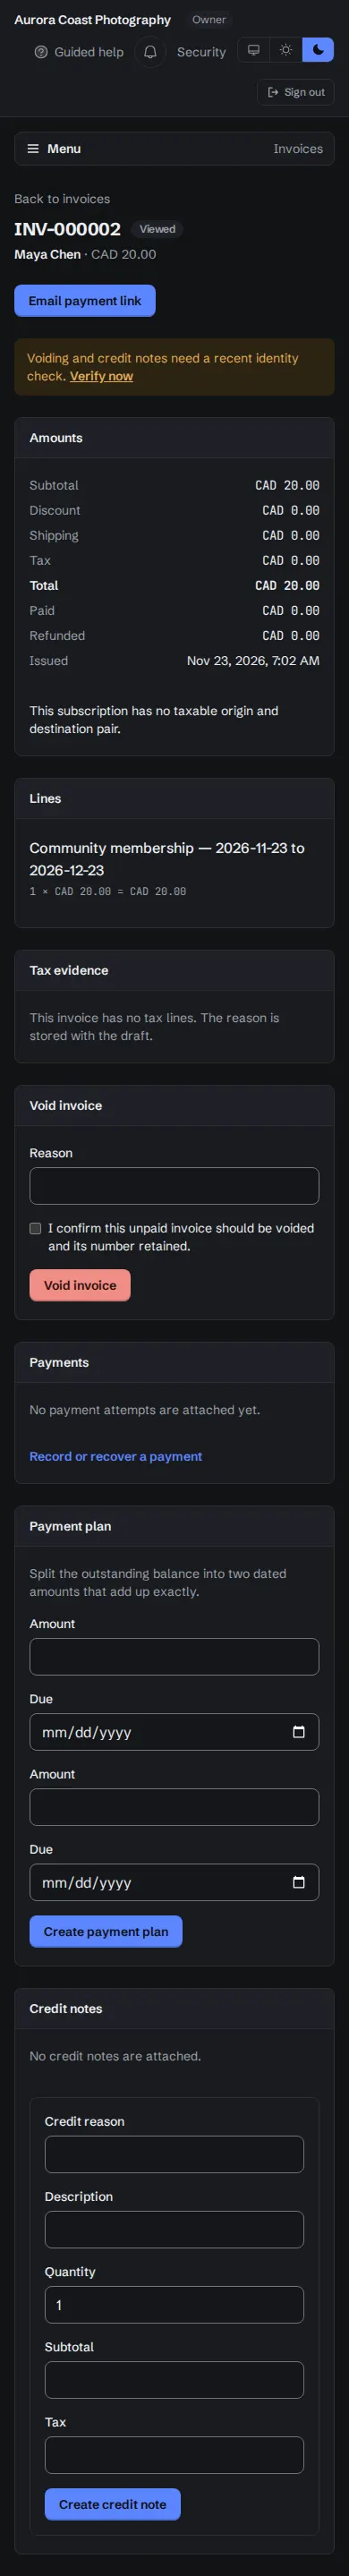 Aurora Coast Photography Owner
Guided help Security
Sign out
Menu Invoices
Back to invoices
INV-000002 Viewed
Maya Chen · CAD 20.00
Email payment link
Voiding and credit notes need a recent identity
check. Verify now
Amounts
Subtotal CAD 20.00
Discount CAD 0.00
Shipping CAD 0.00
Tax CAD 0.00
Total CAD 20.00
Paid CAD 0.00
Refunded CAD 0.00
Issued Nov 23, 2026, 7:02 AM
This subscription has no taxable origin and
destination pair.
Lines
Community membership — 2026-11-23 to
2026-12-23
1 × CAD 20.00 = CAD 20.00
Tax evidence
This invoice has no tax lines. The reason is
stored with the draft.
Void invoice
Reason
I confirm this unpaid invoice should be voided
and its number retained.
Void invoice
Payments
No payment attempts are attached yet.
Record or recover a payment
Payment plan
Split the outstanding balance into two dated
amounts that add up exactly.
Amount
Due
mm/dd/yyyy
Amount
Due
mm/dd/yyyy
Create payment plan
Credit notes
No credit notes are attached.
Credit reason
Description
Quantity
1
Subtotal
Tax
Create credit note